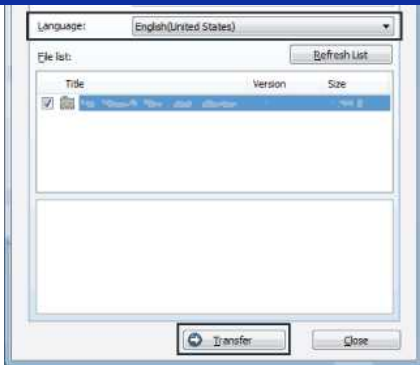 Language: English(United States)
File list: Refresh List
Title Version Size
Transfer Close